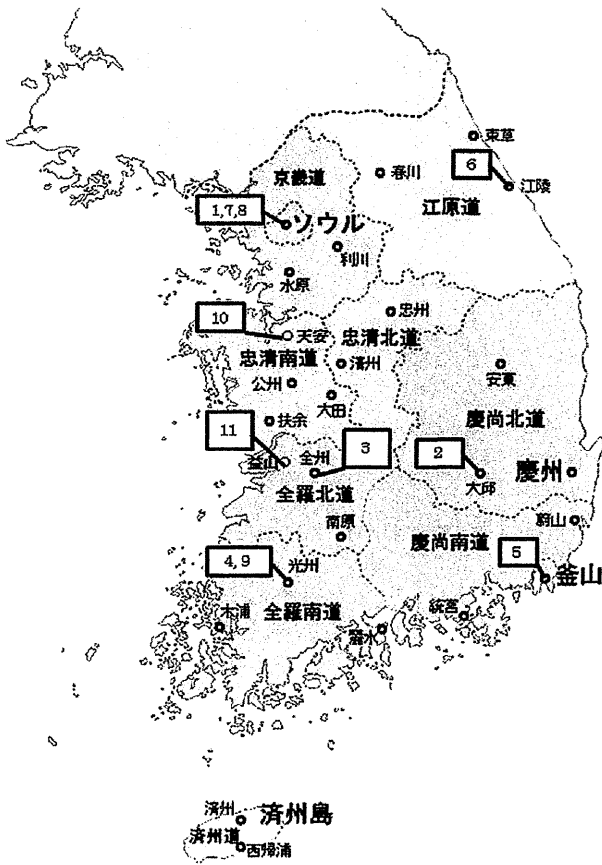 束草
6
春川
江陵
京畿道
江原道
1,7,8
ソウル
利川
水原
忠州
10
天安
忠清北道
忠清南道
安東
公州
大田
慶尚北道
扶余
11
3
2
益山
全州
大邱
慶州
全羅北道
南原
蔚山
慶尚南道
5
4, 9
光州
釜山
木浦
全羅南道
統営
麗水
済州
済州島
済州道
西帰浦